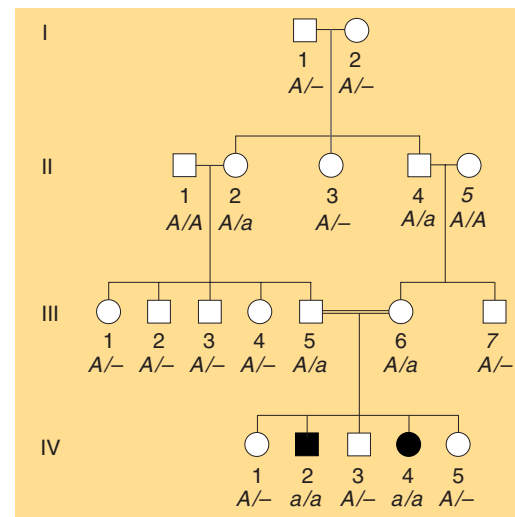 I
1 2
A/– A/–
II
1 2 3 4 5
A/A A/a A/– A/a A/A
III
1 2 3 4 5 6 7
A/– A/– A/– A/– A/a A/a A/–
IV
1 2 3 4 5
A/– a/a A/– a/a A/–